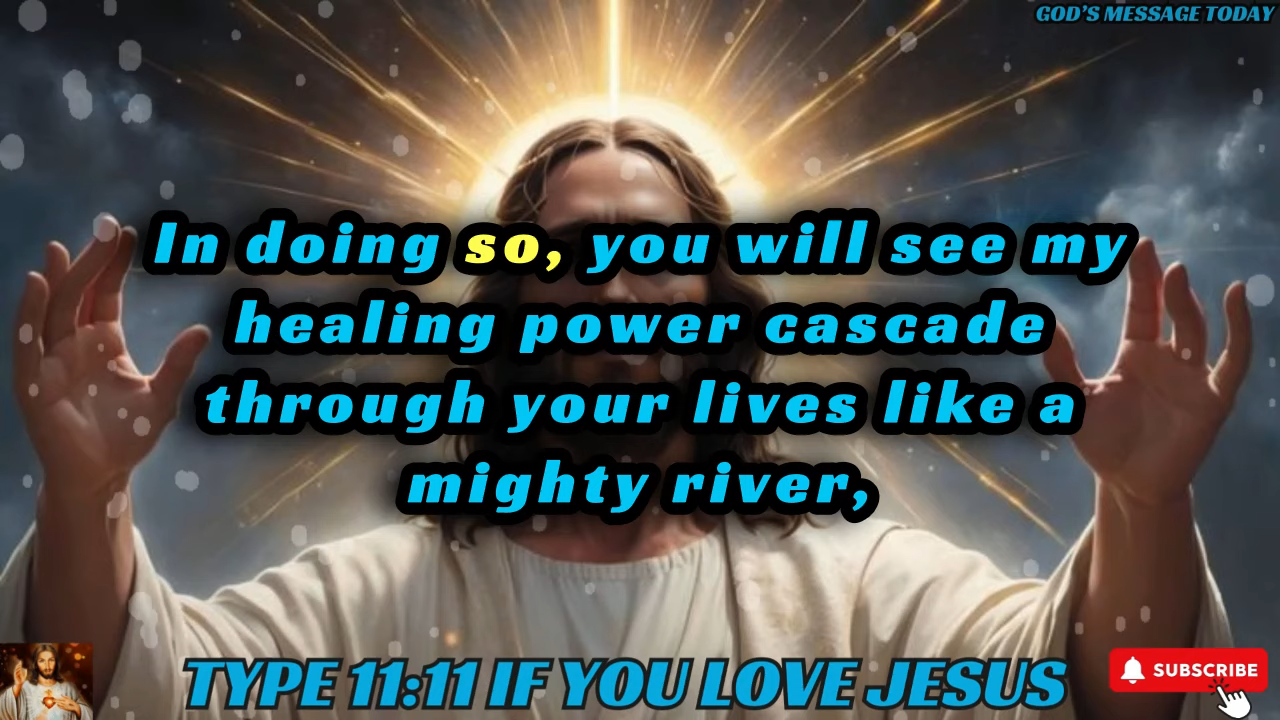 GOD'S MESSAGE TODAY
In doing so, you will see my
healing power cascade
through your lives like a
mighty river,
TYPE 11:11 IF YOU LOVE JESUS
SUBSCRIBE